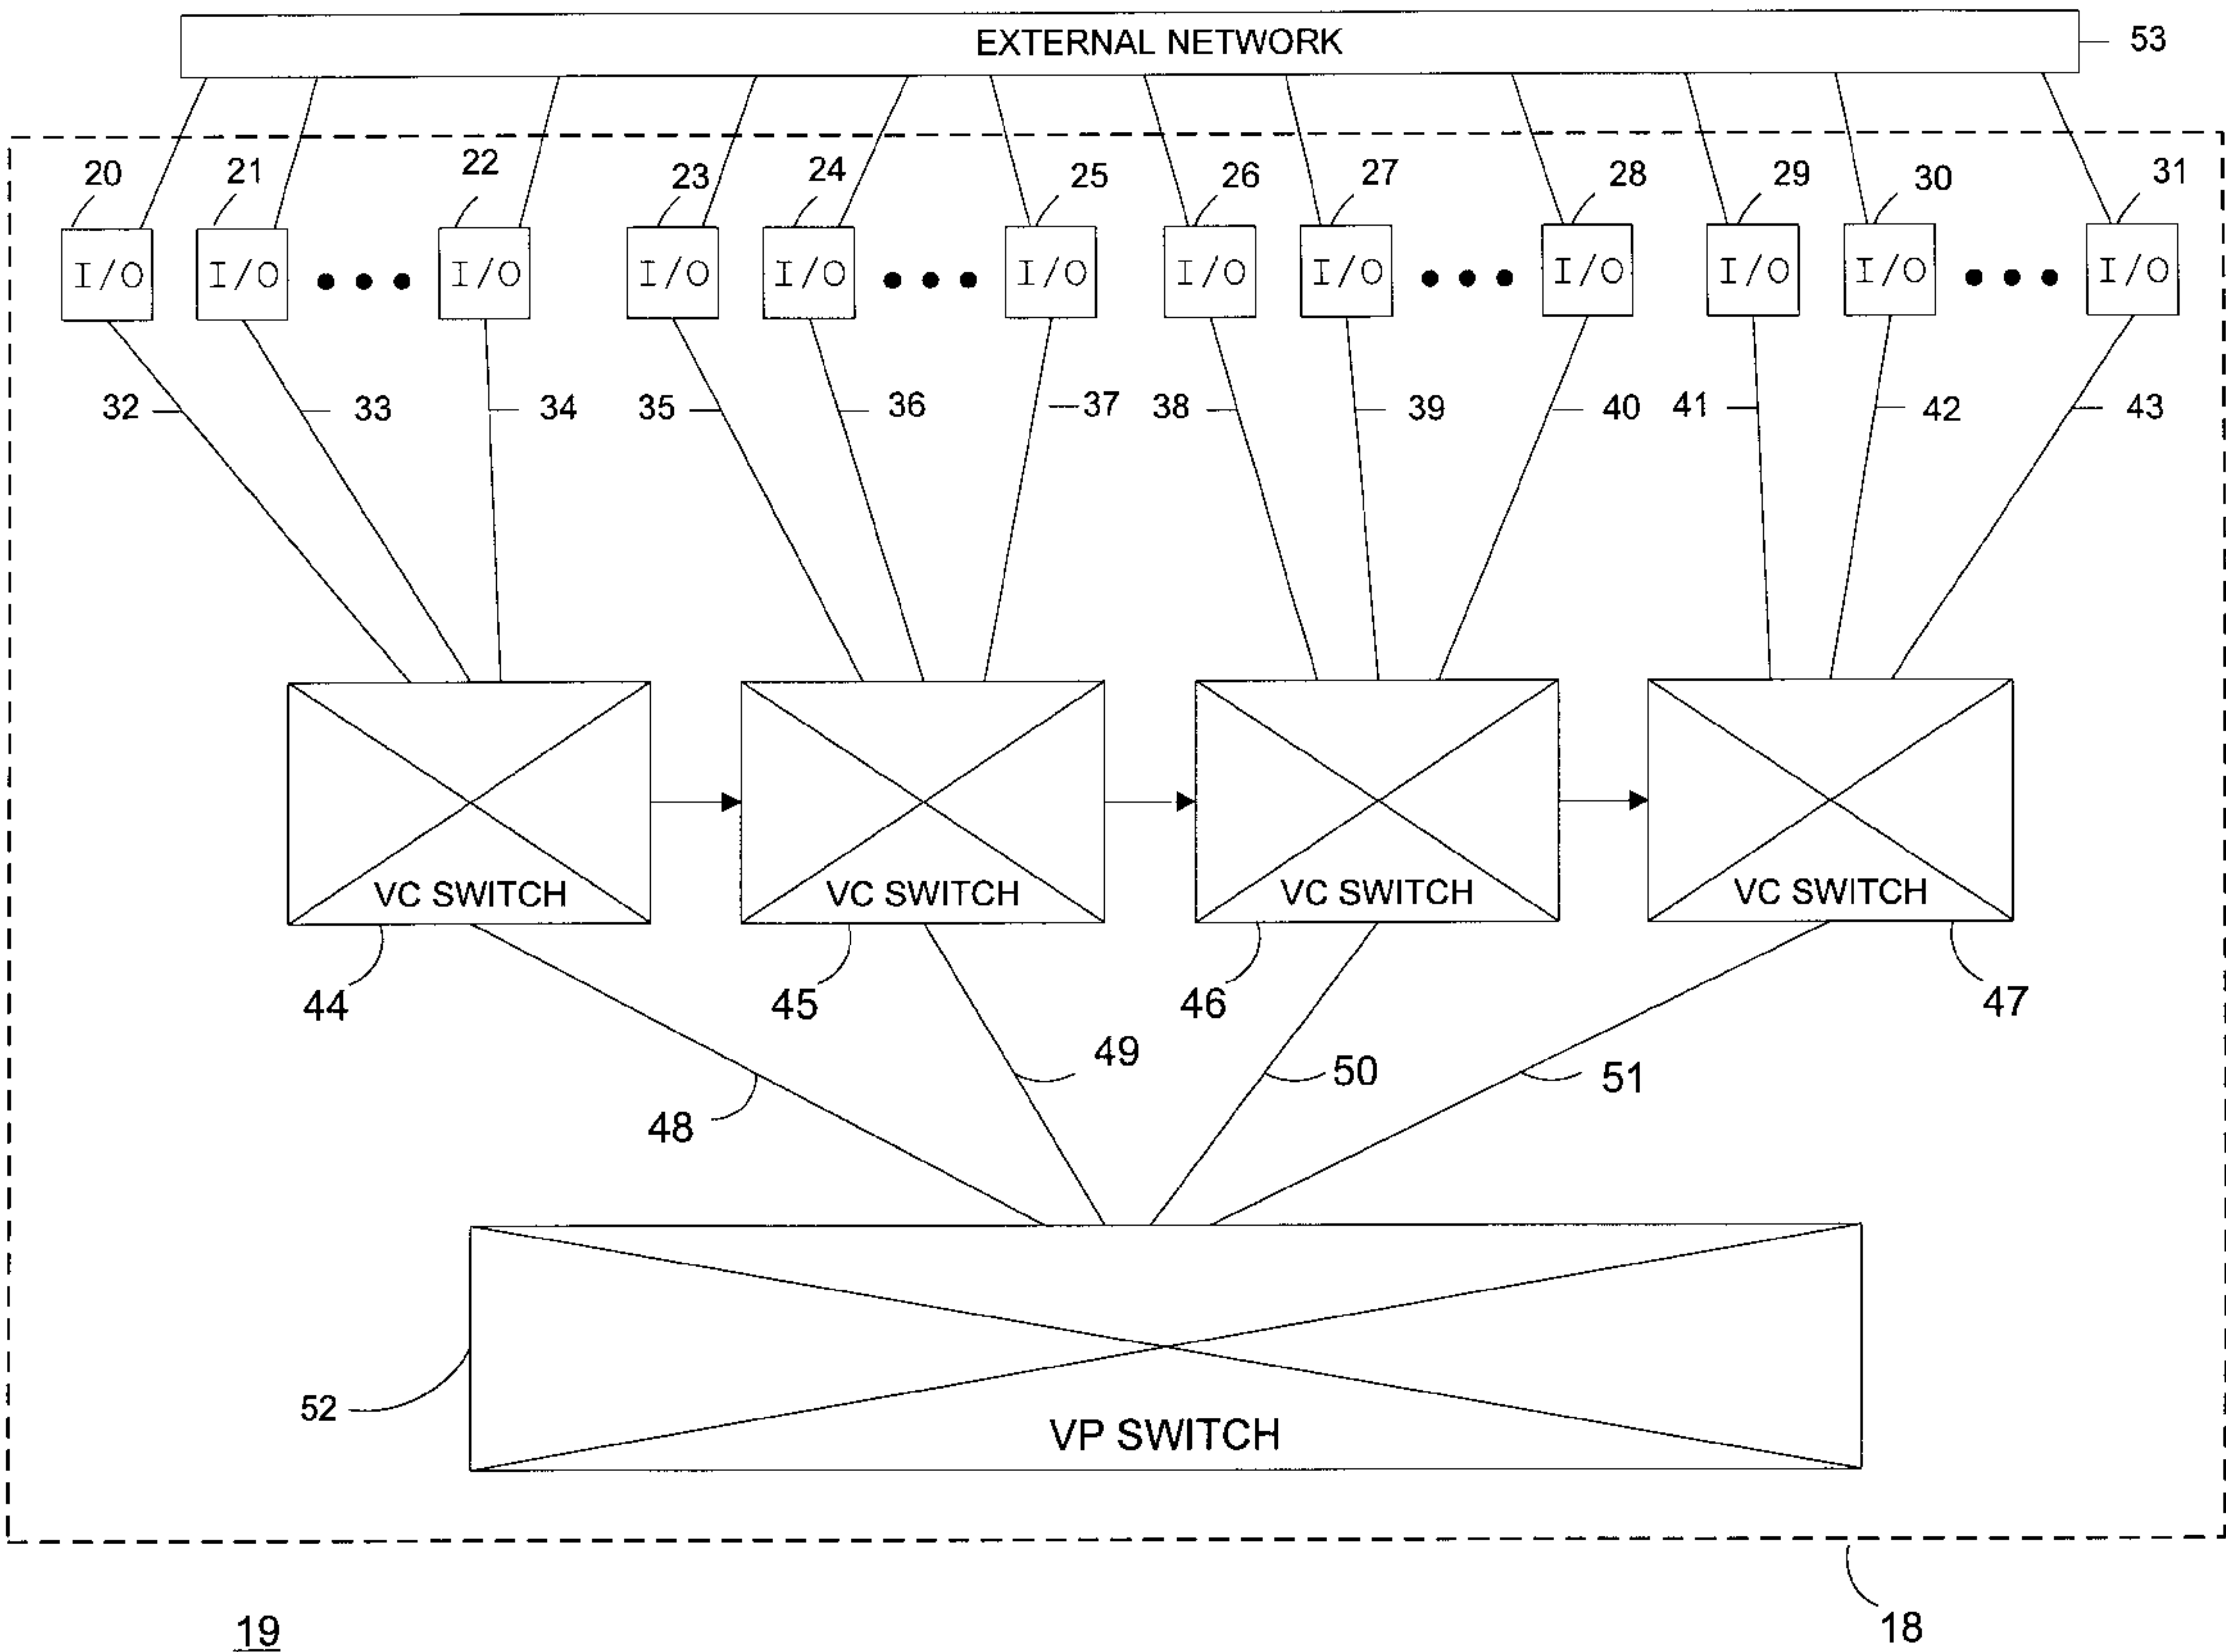 EXTERNAL NETWORK 53
20 21 22 23 24 25 26 27 28 29 30 31
I/O I/O I/O I/O I/O I/O I/O I/O I/O I/O I/O I/O
32 33 34 35 36 37 38 39 40 41 42 43
VC SWITCH VC SWITCH VC SWITCH VC SWITCH
44 45 46 47
48 49 50 51
52
VP SWITCH
18
19